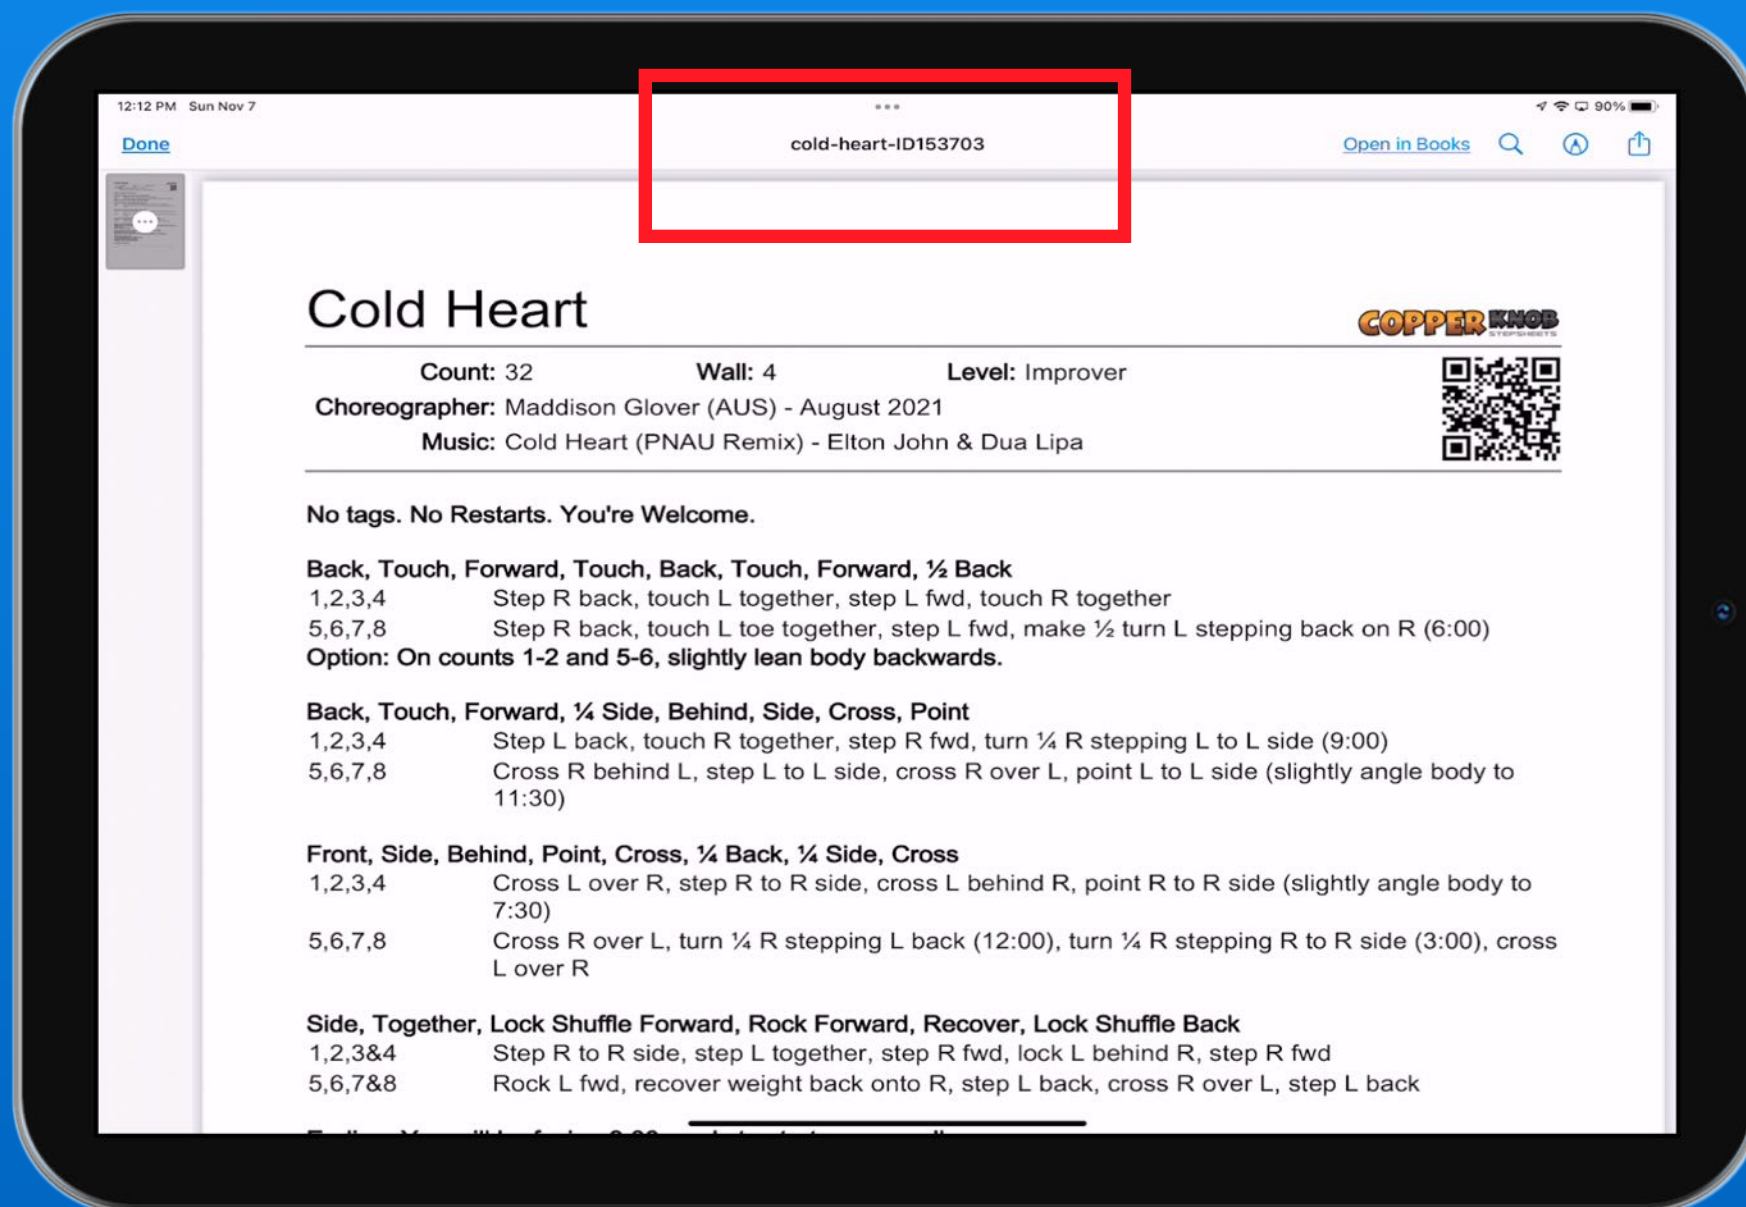 12:12 PM Sun Nov 7
90%
Done
cold-heart-ID153703
Open in Books
Cold Heart
COPPER KNOB
STEPSHEETS
Count: 32 Wall: 4 Level: Improver
Choreographer: Maddison Glover (AUS) - August 2021
Music: Cold Heart (PNAU Remix) - Elton John & Dua Lipa
No tags. No Restarts. You're Welcome.
Back, Touch, Forward, Touch, Back, Touch, Forward, ½ Back
1,2,3,4 Step R back, touch L together, step L fwd, touch R together
5,6,7,8 Step R back, touch L toe together, step L fwd, make ½ turn L stepping back on R (6:00)
Option: On counts 1-2 and 5-6, slightly lean body backwards.
Back, Touch, Forward, ¼ Side, Behind, Side, Cross, Point
1,2,3,4 Step L back, touch R together, step R fwd, turn ¼ R stepping L to L side (9:00)
5,6,7,8 Cross R behind L, step L to L side, cross R over L, point L to L side (slightly angle body to
11:30)
Front, Side, Behind, Point, Cross, ¼ Back, ¼ Side, Cross
1,2,3,4 Cross L over R, step R to R side, cross L behind R, point R to R side (slightly angle body to
7:30)
5,6,7,8 Cross R over L, turn ¼ R stepping L back (12:00), turn ¼ R stepping R to R side (3:00), cross
L over R
Side, Together, Lock Shuffle Forward, Rock Forward, Recover, Lock Shuffle Back
1,2,3&4 Step R to R side, step L together, step R fwd, lock L behind R, step R fwd
5,6,7&8 Rock L fwd, recover weight back onto R, step L back, cross R over L, step L back